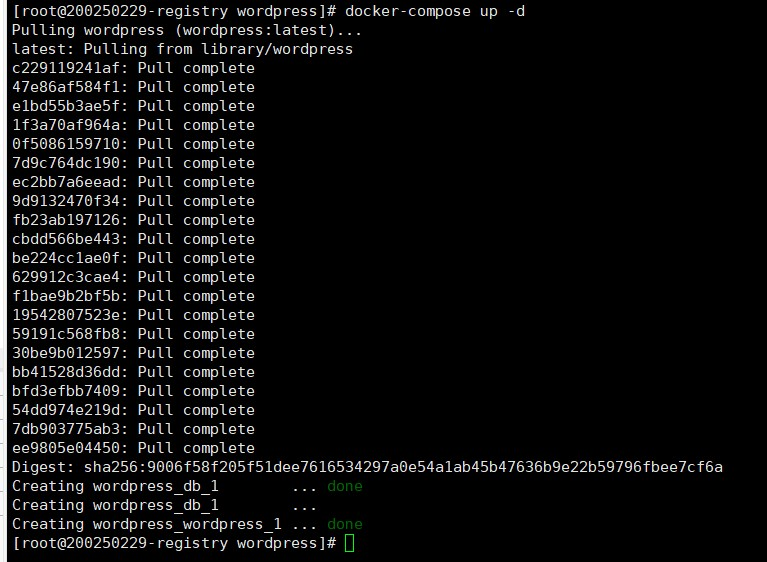 [root@200250229-registry wordpress]# docker-compose up -d
Pulling wordpress (wordpress:latest)...
latest: Pulling from library/wordpress
c229119241af: Pull complete
47e86af584f1: Pull complete
e1bd55b3ae5f: Pull complete
1f3a70af964a: Pull complete
0f5086159710: Pull complete
7d9c764dc190: Pull complete
ec2bb7a6eead: Pull complete
9d9132470f34: Pull complete
fb23ab197126: Pull complete
cbdd566be443: Pull complete
be224cc1ae0f: Pull complete
629912c3cae4: Pull complete
f1bae9b2bf5b: Pull complete
19542807523e: Pull complete
59191c568fb8: Pull complete
30be9b012597: Pull complete
bb41528d36dd: Pull complete
bfd3efbb7409: Pull complete
54dd974e219d: Pull complete
7db903775ab3: Pull complete
ee9805e04450: Pull complete
Digest: sha256:9006f58f205f51dee7616534297a0e54a1ab45b47636b9e22b59796fbee7cf6a
Creating wordpress_db_1        ... done
Creating wordpress_db_1        ...
Creating wordpress_wordpress_1 ... done
[root@200250229-registry wordpress]#